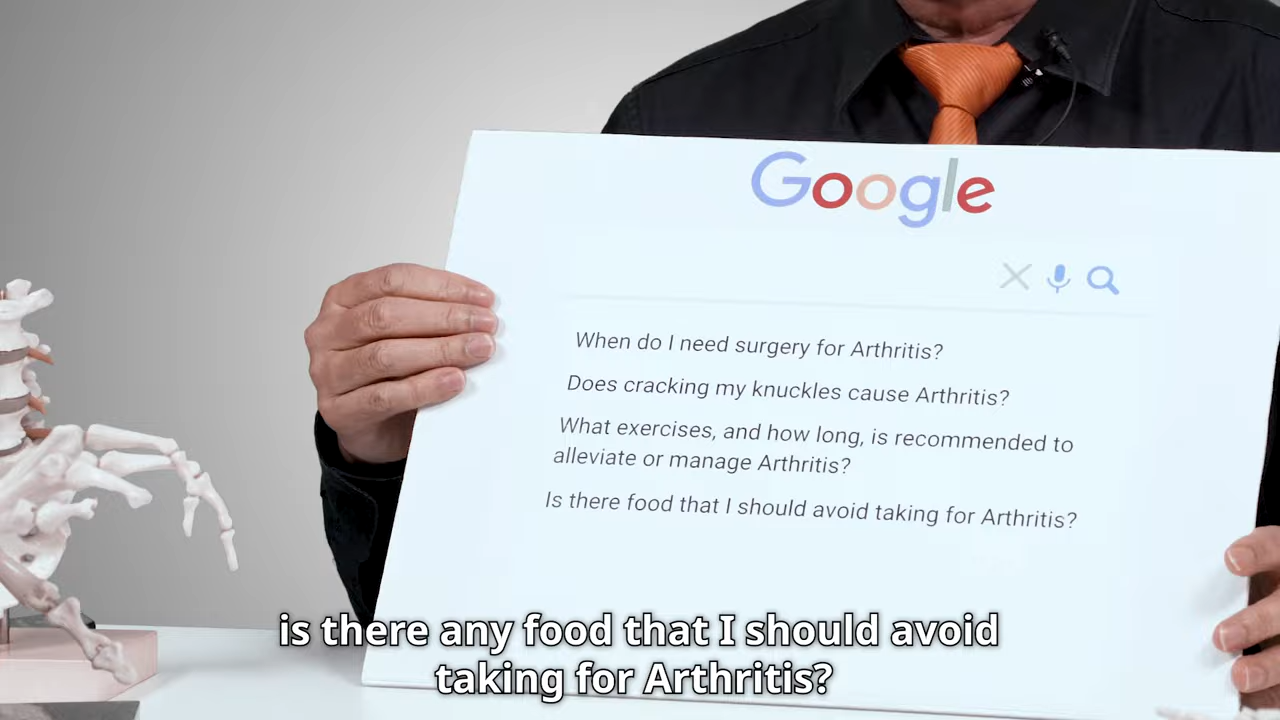 Google
When do I need surgery for Arthritis?
Does cracking my knuckles cause Arthritis?
What exercises, and how long, is recommended to
alleviate or manage Arthritis?
Is there food that I should avoid taking for Arthritis?
is there any food that I should avoid
taking for Arthritis?